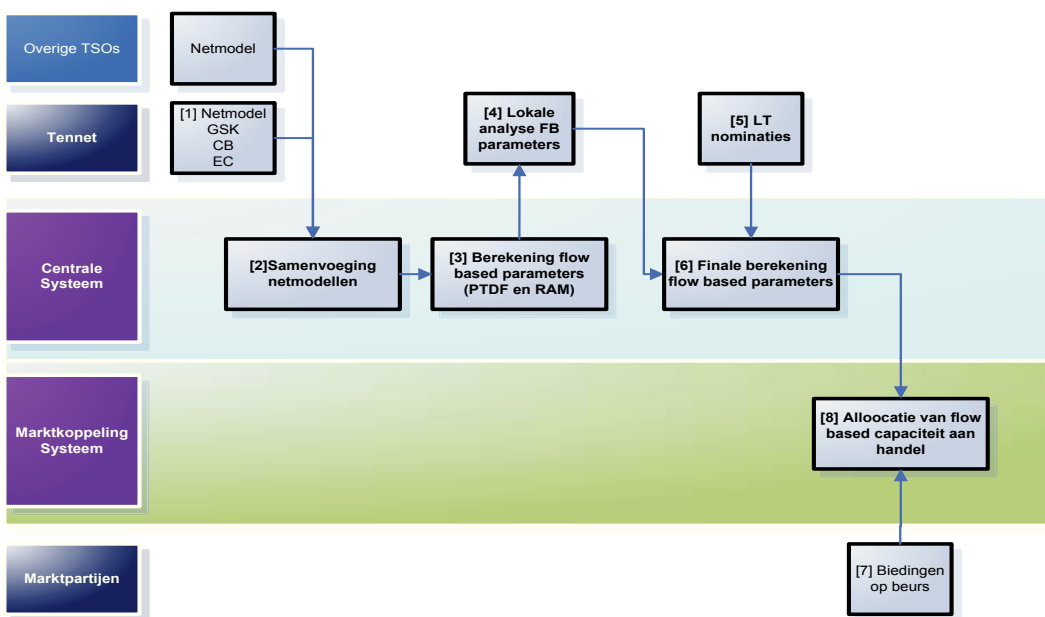 Overige TSOs
Netmodel
Tennet
[1] Netmodel
GSK
CB
EC
[4] Lokale
analyse FB
parameters
[5] LT
nominaties
Centrale
Systeem
[2]Samenvoeging
netmodellen
[3] Berekening flow
based parameters
(PTDF en RAM)
[6] Finale berekening
flow based parameters
Marktkoppeling
Systeem
[8] Alloocatie van flow
based capaciteit aan
handel
Marktpartijen
[7] Biedingen
op beurs